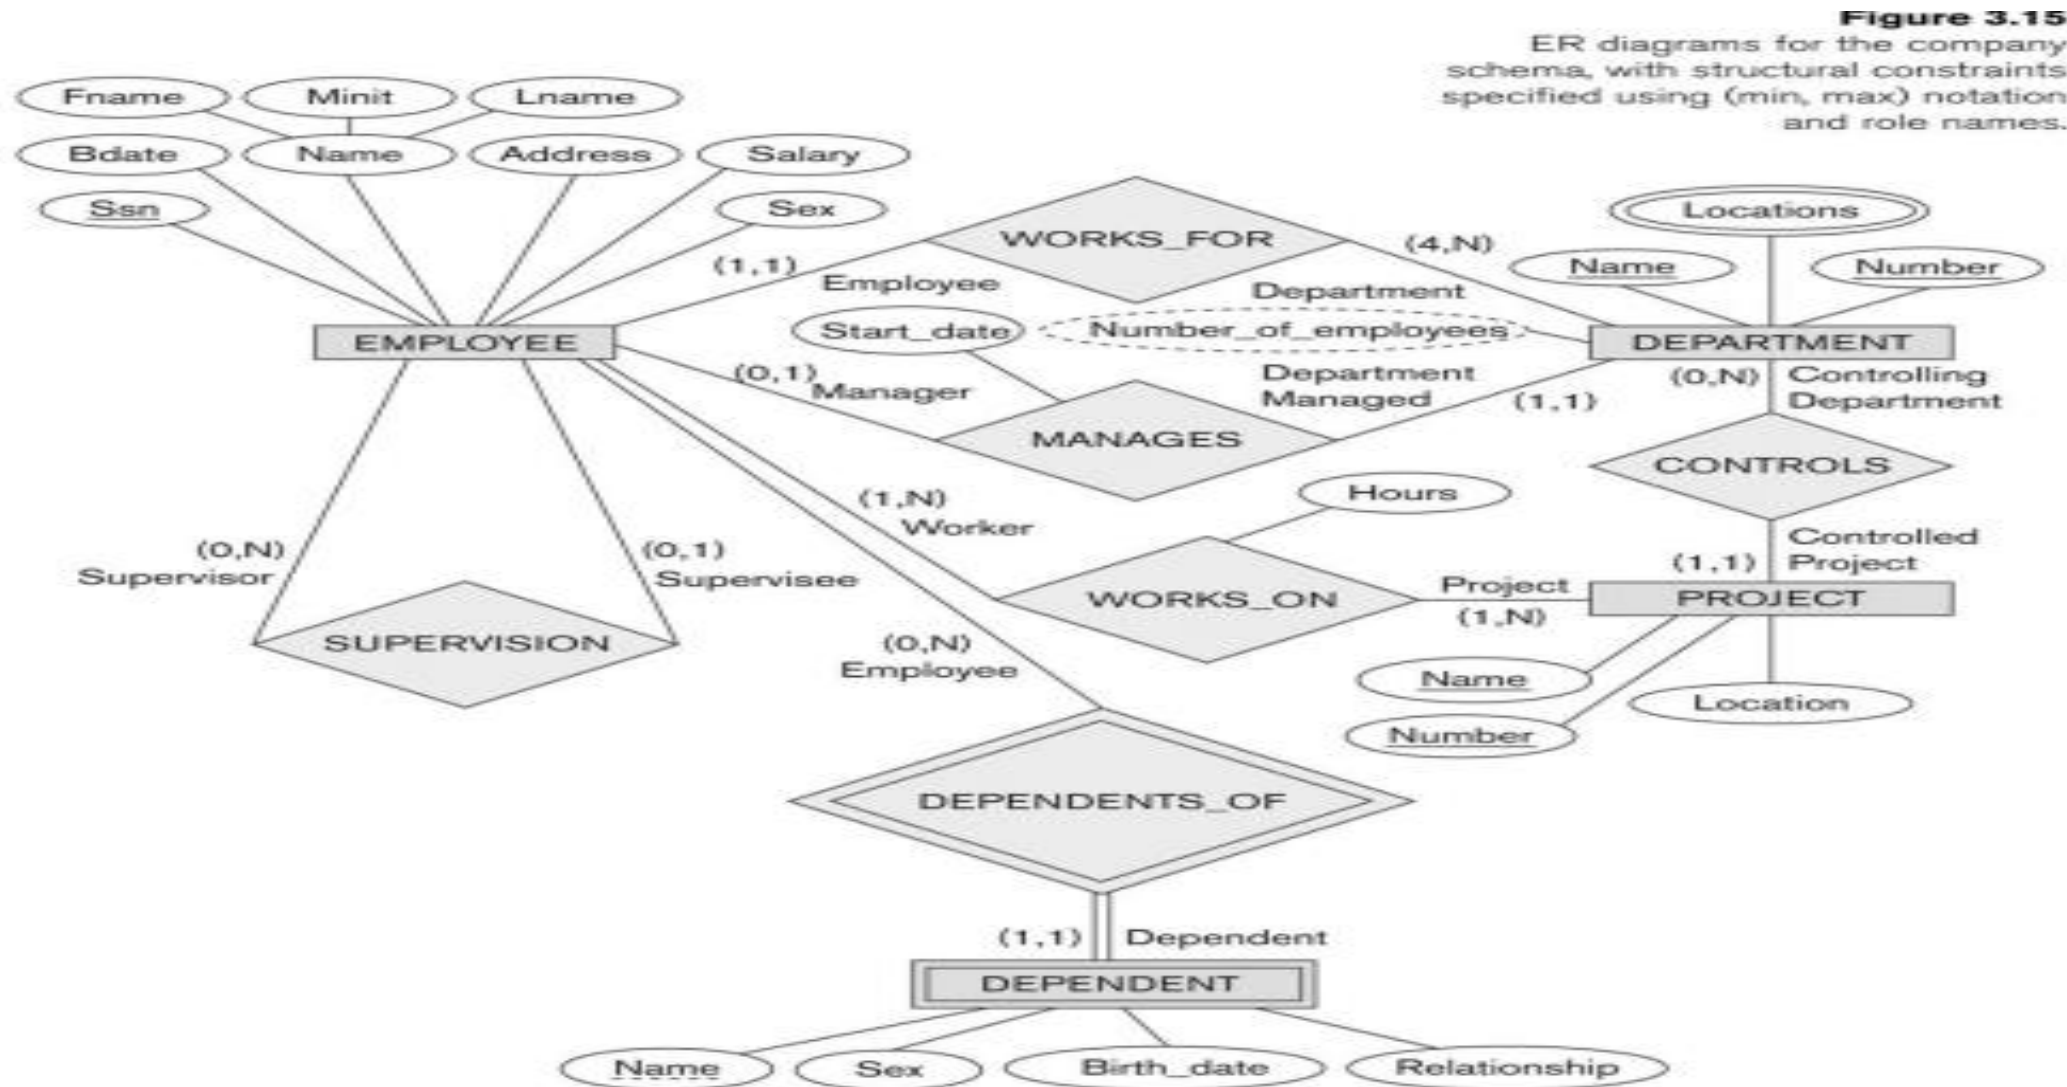 Figure 3.15
ER diagrams for the company
schema, with structural constraints
specified using (min, max) notation
and role names.
Fname
Minit
Lname
Bdate
Name
Address
Salary
Ssn
Sex
WORKS_FOR
(1,1)
Employee
(4,N)
Department
Locations
Name
Number
Start_date
Number_of_employees
EMPLOYEE
DEPARTMENT
(0,1)
Manager
Department
Managed
(1,1)
MANAGES
(0,N)
Controlling
Department
CONTROLS
Hours
(1,N)
Worker
(0,N)
Supervisor
(0,1)
Supervisee
SUPERVISION
Controlled
Project
(1,1)
WORKS_ON
Project
(1,N)
PROJECT
(0,N)
Employee
Name
Number
Location
DEPENDENTS_OF
(1,1)
Dependent
DEPENDENT
Name
Sex
Birth_date
Relationship